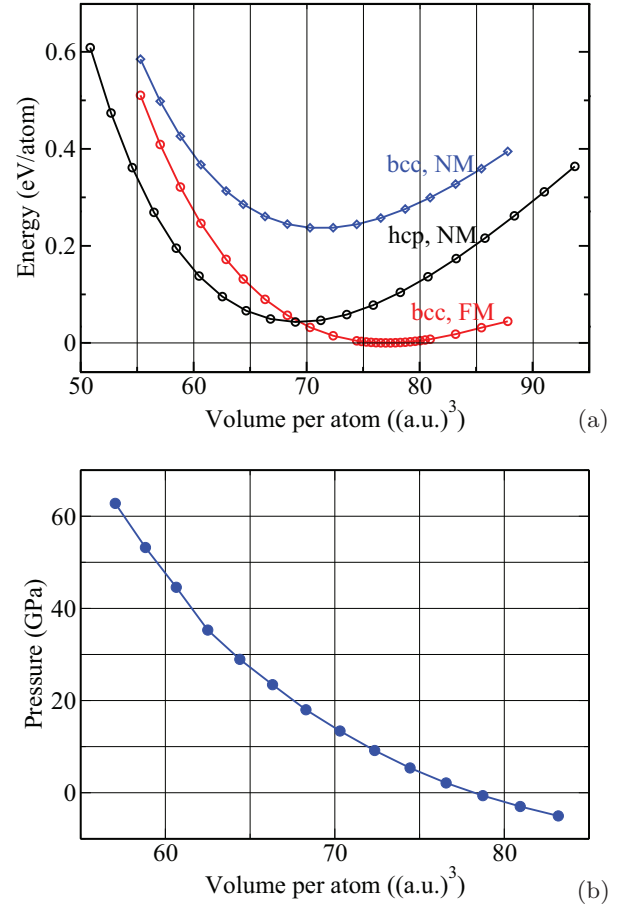 0.6
0.4
0.2
0
Energy (eV/atom)
bcc, NM
hcp, NM
bcc, FM
50
60
70
80
90
Volume per atom ((a.u.)³)
(a)
60
40
20
0
Pressure (GPa)
60
70
80
Volume per atom ((a.u.)³)
(b)